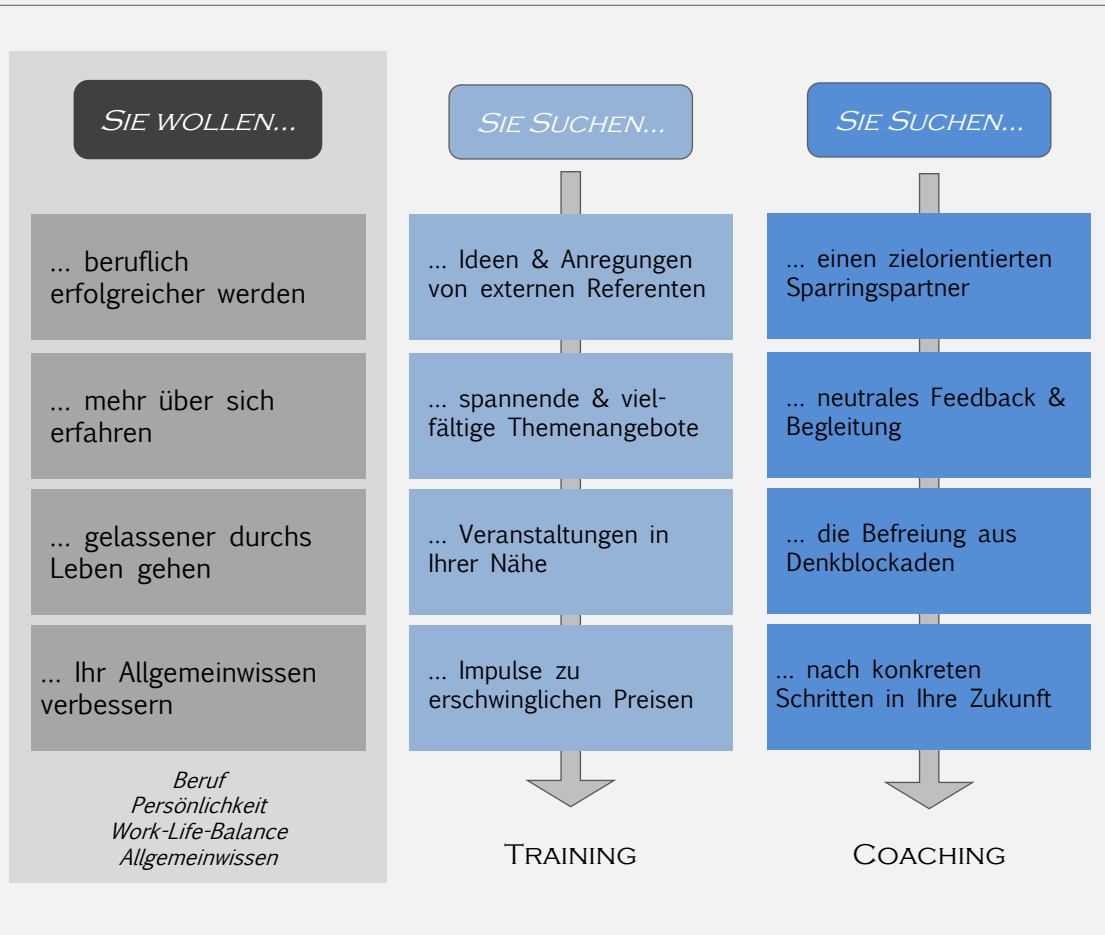 SIE WOLLEN...
... beruflich
erfolgreicher werden
... mehr über sich
erfahren
... gelassener durchs
Leben gehen
... Ihr Allgemeinwissen
verbessern
Beruf
Persönlichkeit
Work-Life-Balance
Allgemeinwissen
SIE SUCHEN...
... Ideen & Anregungen
von externen Referenten
... spannende & viel-
fältige Themenangebote
... Veranstaltungen in
Ihrer Nähe
... Impulse zu
erschwinglichen Preisen
TRAINING
SIE SUCHEN...
... einen zielorientierten
Sparringspartner
... neutrales Feedback &
Begleitung
... die Befreiung aus
Denkblockaden
... nach konkreten
Schritten in Ihre Zukunft
COACHING